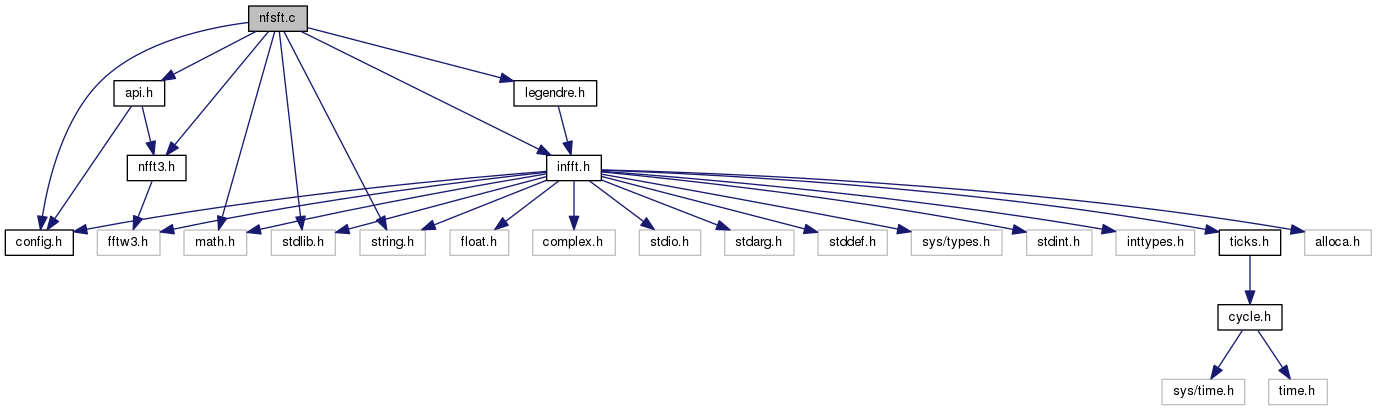 nfsft.c
api.h
legendre.h
nfft3.h
infft.h
config.h
fftw3.h
math.h
stdlib.h
string.h
float.h
complex.h
stdio.h
stdarg.h
stddef.h
sys/types.h
stdint.h
inttypes.h
ticks.h
alloca.h
cycle.h
sys/time.h
time.h